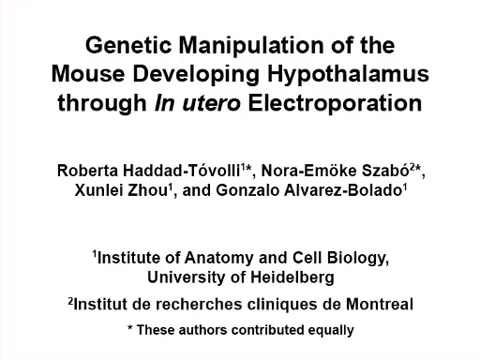 Genetic Manipulation of the
Mouse Developing Hypothalamus
through In utero Electroporation
Roberta Haddad-Tóvolli¹*, Nora-Emöke Szabó²*,
Xunlei Zhou¹, and Gonzalo Alvarez-Bolado¹
¹Institute of Anatomy and Cell Biology,
University of Heidelberg
²Institut de recherches cliniques de Montreal
* These authors contributed equally